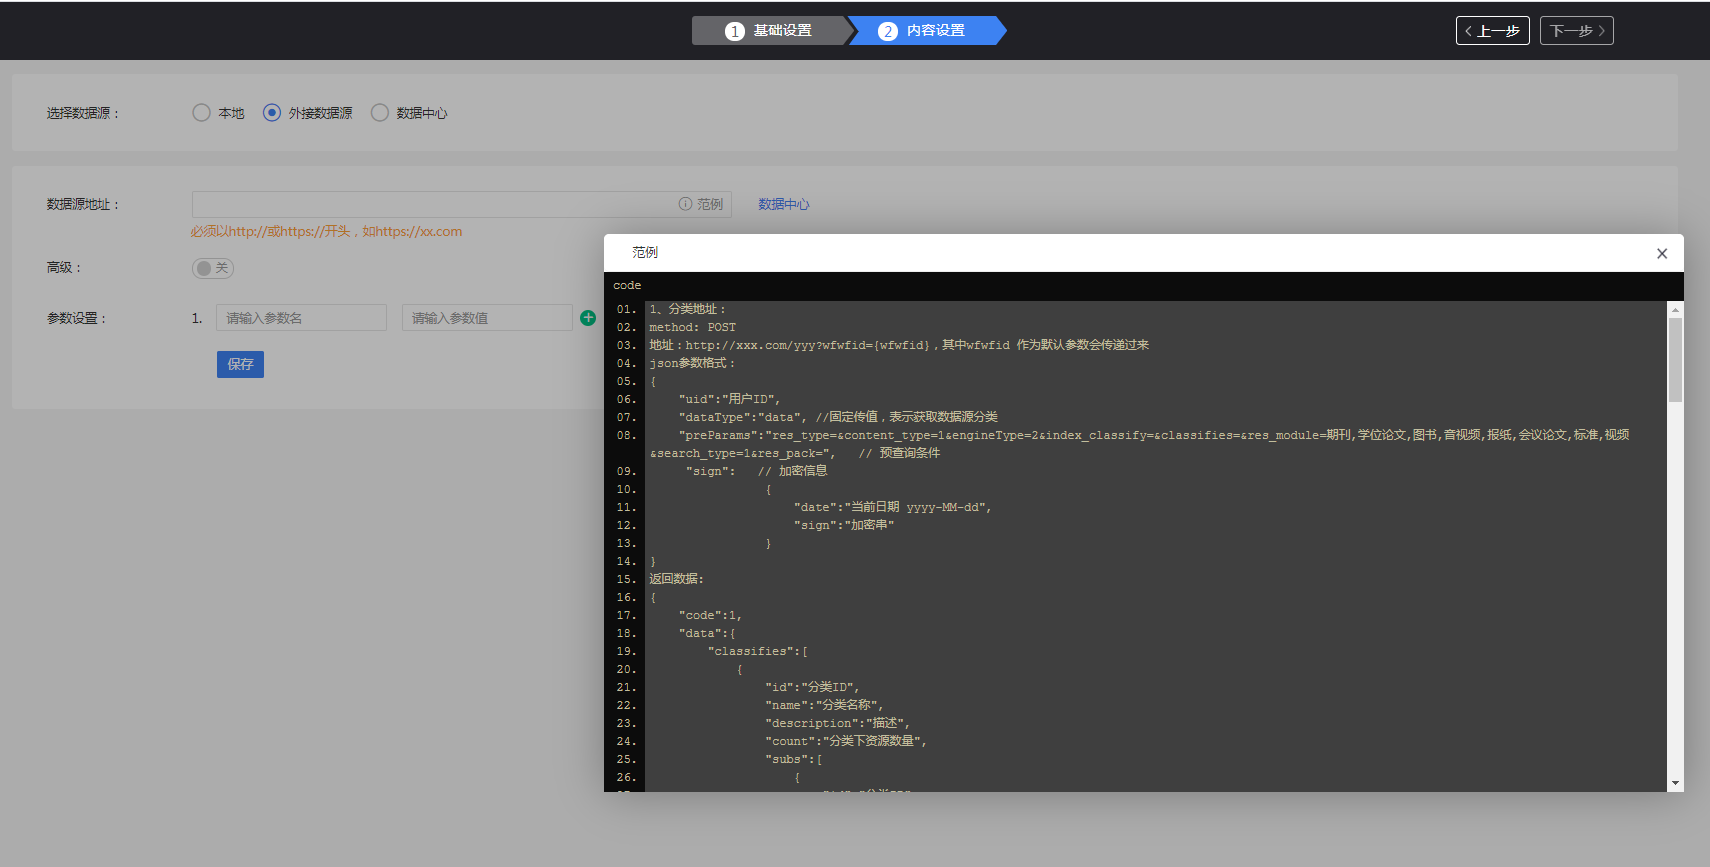 1 基础设置
2 内容设置
上一步
下一步
选择数据源：
本地
外接数据源
数据中心
数据源地址：
范例
数据中心
必须以http://或https://开头，如https://xx.com
高级：
关
参数设置：
1.
请输入参数名
请输入参数值
保存
范例
code
01. 1、分类地址：
02. method: POST
03. 地址：http://xxx.com/yyy?wfwfid={wfwfid}，其中wfwfid 作为默认参数会传递过来
04. json参数格式：
05. {
06. "uid":"用户ID",
07. "dataType":"data", //固定传值，表示获取数据源分类
08. "preParams":"res_type=&content_type=1&engineType=2&index_classify=&classifies=&res_module=期刊,学位论文,图书,音视频,报纸,会议论文,标准,视频
&search_type=1&res_pack=", // 预查询条件
09. "sign": // 加密信息
10. {
11. "date":"当前日期 yyyy-MM-dd",
12. "sign":"加密串"
13. }
14. }
15. 返回数据:
16. {
17. "code":1,
18. "data":{
19. "classifies":[
20. {
21. "id":"分类ID",
22. "name":"分类名称",
23. "description":"描述",
24. "count":"分类下资源数量",
25. "subs":[
26. {